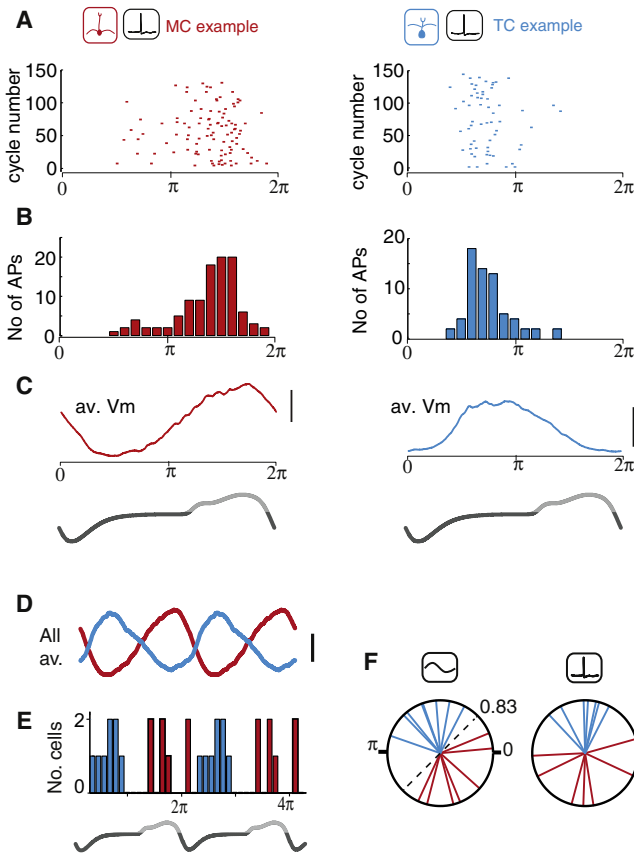 A
MC example
TC example
cycle number
150
100
50
0
0
π
2π
cycle number
150
100
50
0
0
π
2π
B
No of APs
20
10
0
0
π
2π
No of APs
20
10
0
0
π
2π
C
av. Vm
0
π
2π
av. Vm
0
π
2π
D
All
av.
E
No. cells
2
0
2π
4π
F
0.83
π
0